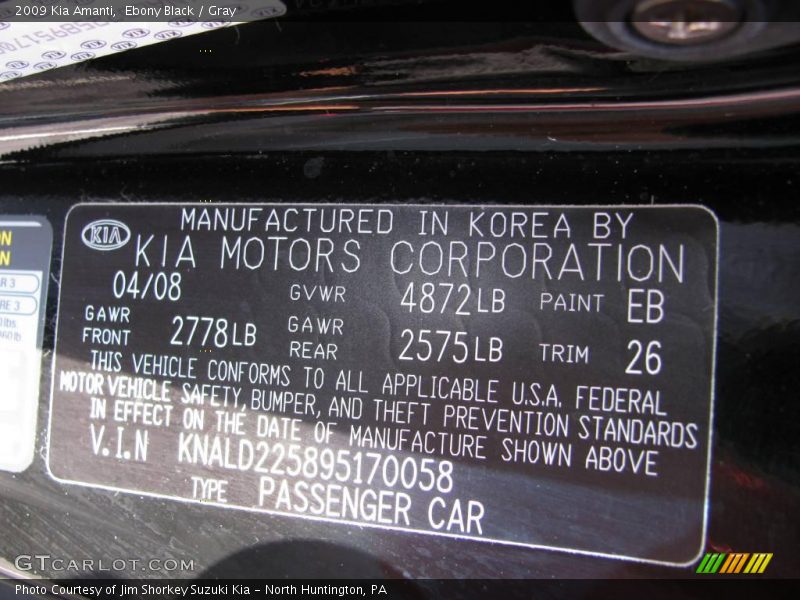 2009 Kia Amanti, Ebony Black / Gray
MANUFACTURED IN KOREA BY
KIA KIA MOTORS CORPORATION
04/08 GVWR 4872LB PAINT EB
GAWR FRONT 2778LB GAWR REAR 2575LB TRIM 26
THIS VEHICLE CONFORMS TO ALL APPLICABLE U.S.A. FEDERAL
MOTOR VEHICLE SAFETY, BUMPER, AND THEFT PREVENTION STANDARDS
IN EFFECT ON THE DATE OF MANUFACTURE SHOWN ABOVE
V.I.N KNALD225895170058
TYPE PASSENGER CAR
GTCARLOT.COM
Photo Courtesy of Jim Shorkey Suzuki Kia – North Huntington, PA